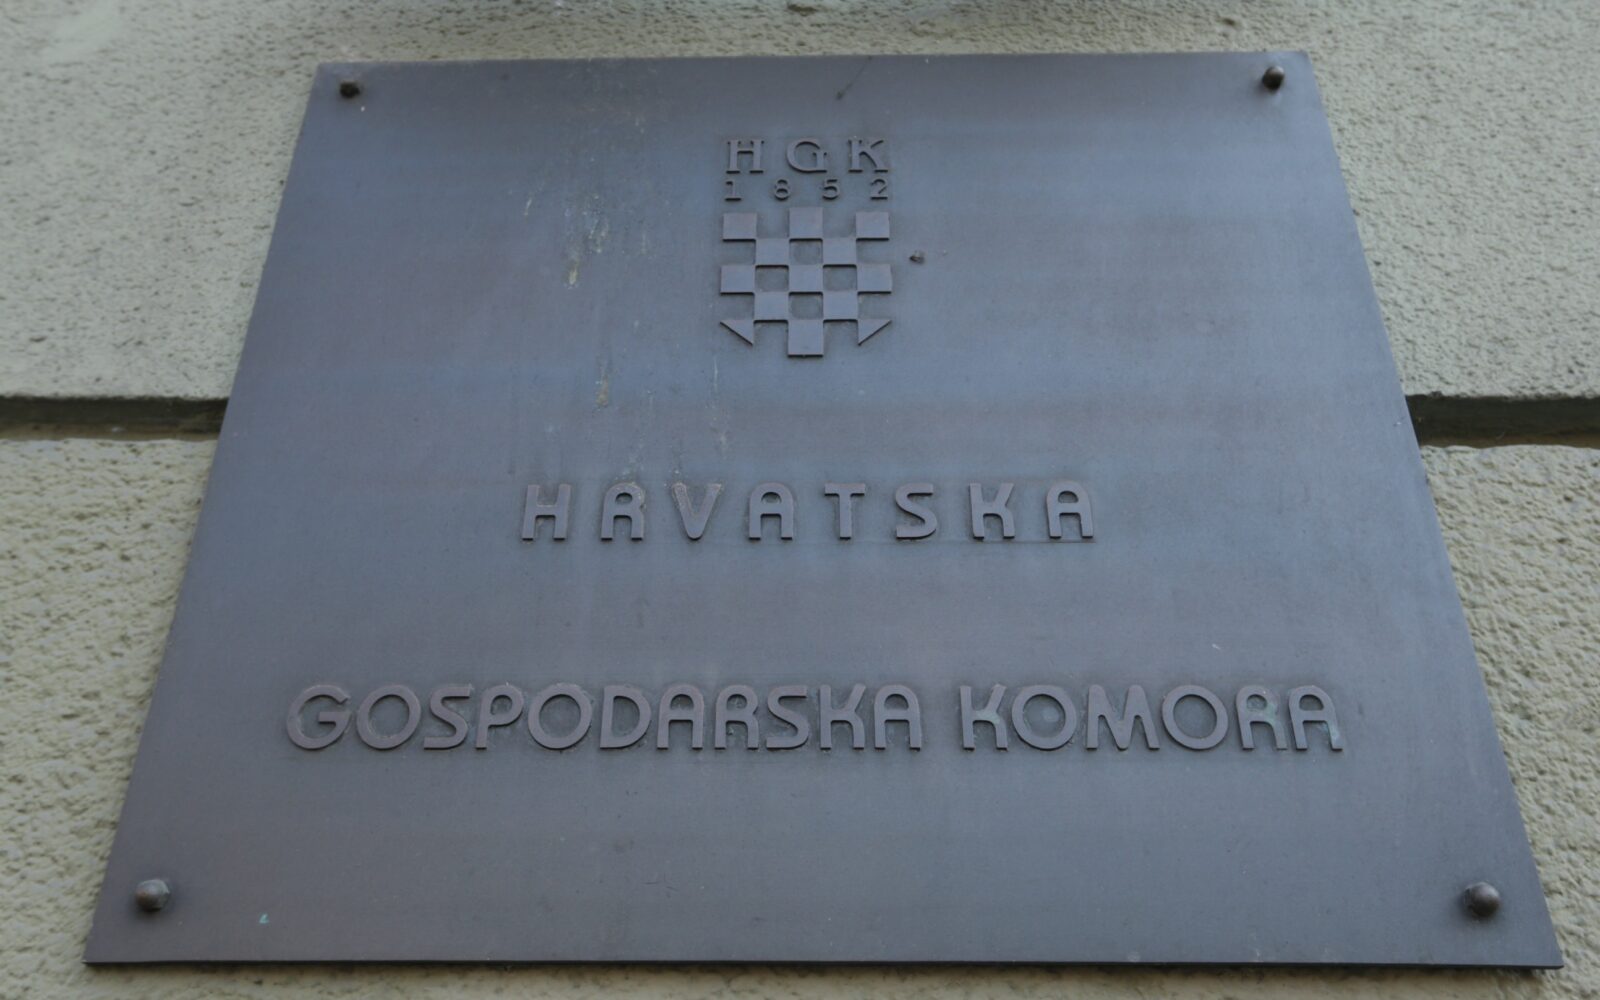 HGK
1852
HRVATSKA
GOSPODARSKA KOMORA